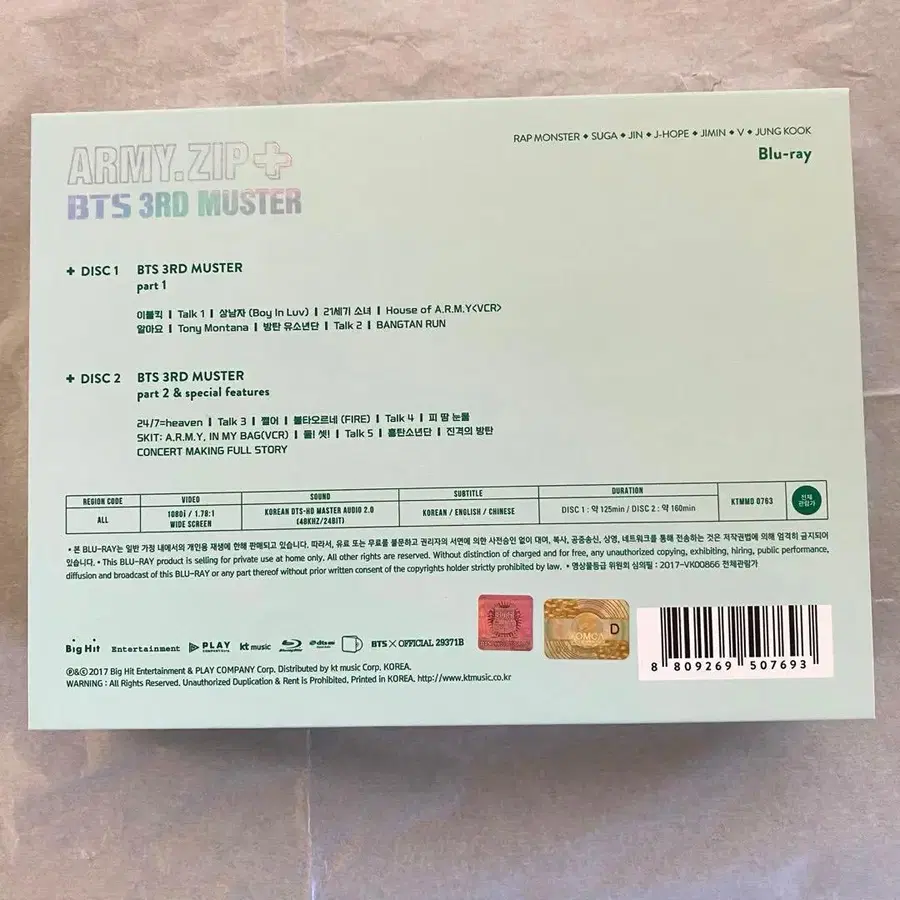 RAP MONSTER ◆ SUGA ◆ JIN ◆ J-HOPE ◆ JIMIN ◆ V ◆ JUNG KOOK
Blu-ray
ARMY.ZIP+
BTS 3RD MUSTER
+ DISC 1 BTS 3RD MUSTER
part 1
이불킥 | Talk 1 | 상남자 (Boy In Luv) | 21세기 소녀 | House of A.R.M.Y<VCR>
알아요 | Tony Montana | 방탄 유소년단 | Talk 2 | BANGTAN RUN
+ DISC 2 BTS 3RD MUSTER
part 2 & special features
24/7=heaven | Talk 3 | 쩔어 | 불타오르네 (FIRE) | Talk 4 | 피 땀 눈물
SKIT: A.R.M.Y, IN MY BAG(VCR) | 둘! 셋! | Talk 5 | 흥탄소년단 | 진격의 방탄
CONCERT MAKING FULL STORY
REGION CODE VIDEO SOUND SUBTITLE DURATION
ALL 1080i / 1.78:1 WIDE SCREEN KOREAN DTS-HD MASTER AUDIO 2.0 (48KHZ/24BIT) KOREAN / ENGLISH / CHINESE DISC 1 : 약 125min / DISC 2 : 약 160min KTMMD 0763 전체관람가
• 본 BLU-RAY는 일반 가정 내에서의 개인용 재생에 한해 판매되고 있습니다. 따라서, 유료 또는 무료를 불문하고 권리자의 서면에 의한 사전승인 없이 대여, 복사, 공중송신, 상영, 네트워크를 통해 전송하는 것은 저작권법에 의해 엄격히 금지되어
있습니다. • This BLU-RAY product is selling for private use at home only. All other rights are reserved. Without distinction of charged and for free, any unauthorized copying, exhibiting, hiring, public performance,
diffusion and broadcast of this BLU-RAY or any part thereof without prior written consent of the copyrights holder strictly prohibited by law. • 영상물등급 위원회 심의필 : 2017-VK00866 전체관람가
Big Hit Entertainment PLAY COMPANY kt music Blu-ray dts-HD BTS X OFFICIAL 29371B
KOMCA D
ⓟ&ⓒ 2017 Big Hit Entertainment & PLAY COMPANY Corp. Distributed by kt music Corp. KOREA.
WARNING : All Rights Reserved. Unauthorized Duplication & Rent is Prohibited. Printed in KOREA. http://www.ktmusic.co.kr
8 809269 507693